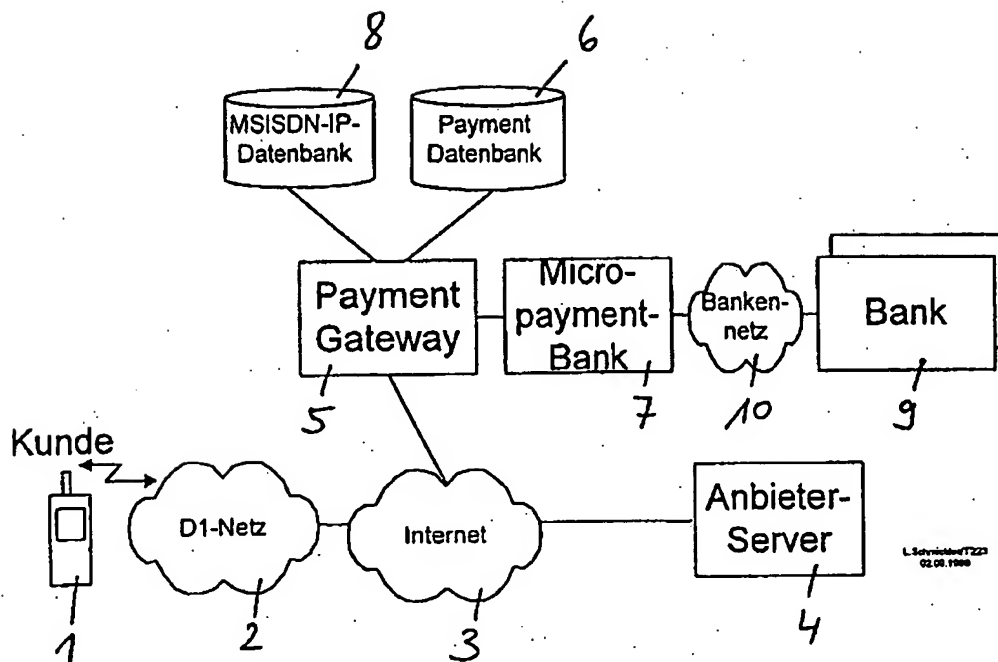 8
6
MSISDN-IP-
Datenbank
Payment
Datenbank
Payment
Gateway
Micro-
payment-
Bank
Banken-
netz
Bank
5
7
10
9
Kunde
D1-Netz
Internet
Anbieter-
Server
1
2
3
4